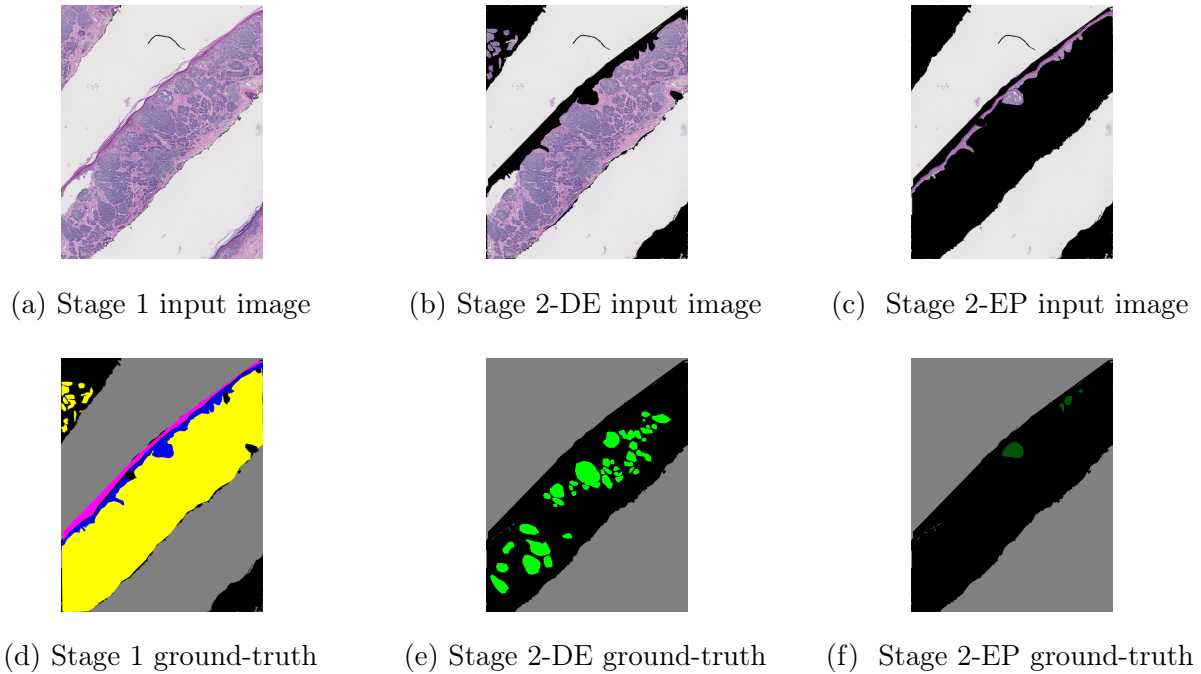 (a) Stage 1 input image
(b) Stage 2-DE input image
(c) Stage 2-EP input image
(d) Stage 1 ground-truth
(e) Stage 2-DE ground-truth
(f) Stage 2-EP ground-truth